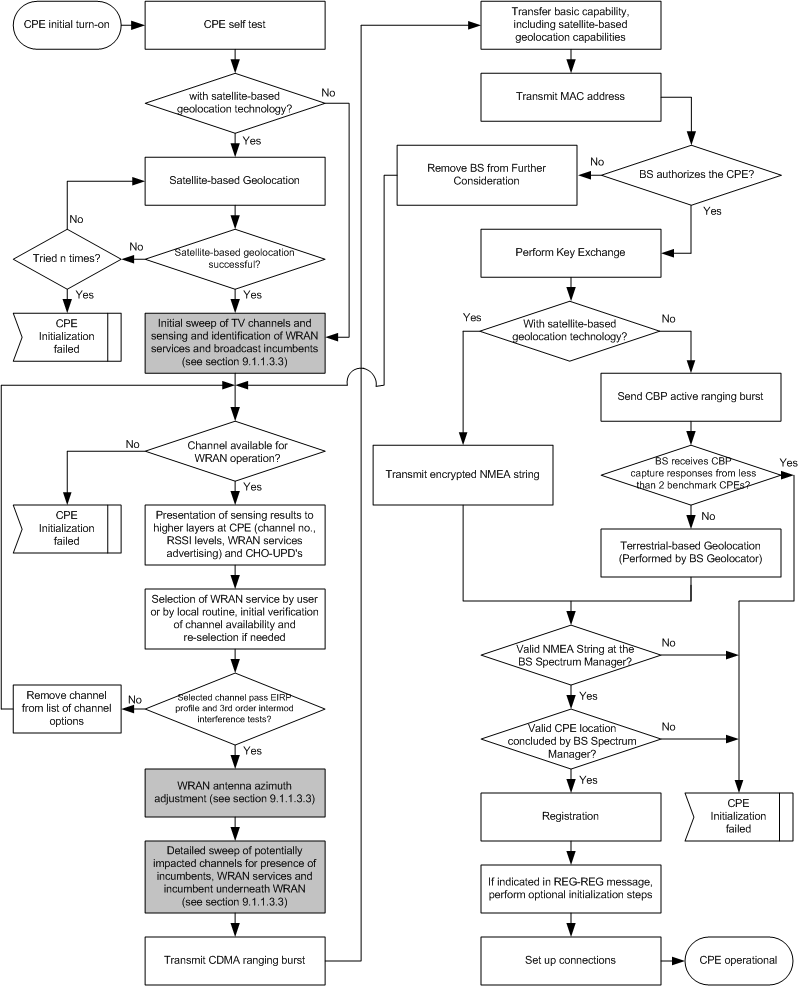 CPE initial turn-on
CPE self test
with satellite-based
geolocation technology?
No
Yes
Satellite-based Geolocation
No
Tried n times?
No
Satellite-based geolocation
successful?
Yes
Yes
CPE
Initialization
failed
Initial sweep of TV channels and
sensing and identification of WRAN
services and broadcast incumbents
(see section 9.1.1.3.3)
No
Channel available for
WRAN operation?
Yes
CPE
Initialization
failed
Presentation of sensing results to
higher layers at CPE (channel no.,
RSSI levels, WRAN services
advertising) and CHO-UPD's
Selection of WRAN service by user
or by local routine, initial verification
of channel availability and
re-selection if needed
Remove channel
from list of channel
options
No
Selected channel pass EIRP
profile and 3rd order intermod
interference tests?
Yes
WRAN antenna azimuth
adjustment (see section 9.1.1.3.3)
Detailed sweep of potentially
impacted channels for presence of
incumbents, WRAN services and
incumbent underneath WRAN
(see section 9.1.1.3.3)
Transmit CDMA ranging burst
Transfer basic capability,
including satellite-based
geolocation capabilities
Transmit MAC address
Remove BS from Further
Consideration
No
BS authorizes the CPE?
Yes
Perform Key Exchange
Yes
With satellite-based
geolocation technology?
No
Send CBP active ranging burst
Transmit encrypted NMEA string
BS receives CBP
capture responses from less
than 2 benchmark CPEs?
Yes
No
Terrestrial-based Geolocation
(Performed by BS Geolocator)
Valid NMEA String at the
BS Spectrum Manager?
No
Yes
Valid CPE location
concluded by BS Spectrum
Manager?
No
Yes
Registration
CPE
Initialization
failed
If indicated in REG-REG message,
perform optional initialization steps
Set up connections
CPE operational